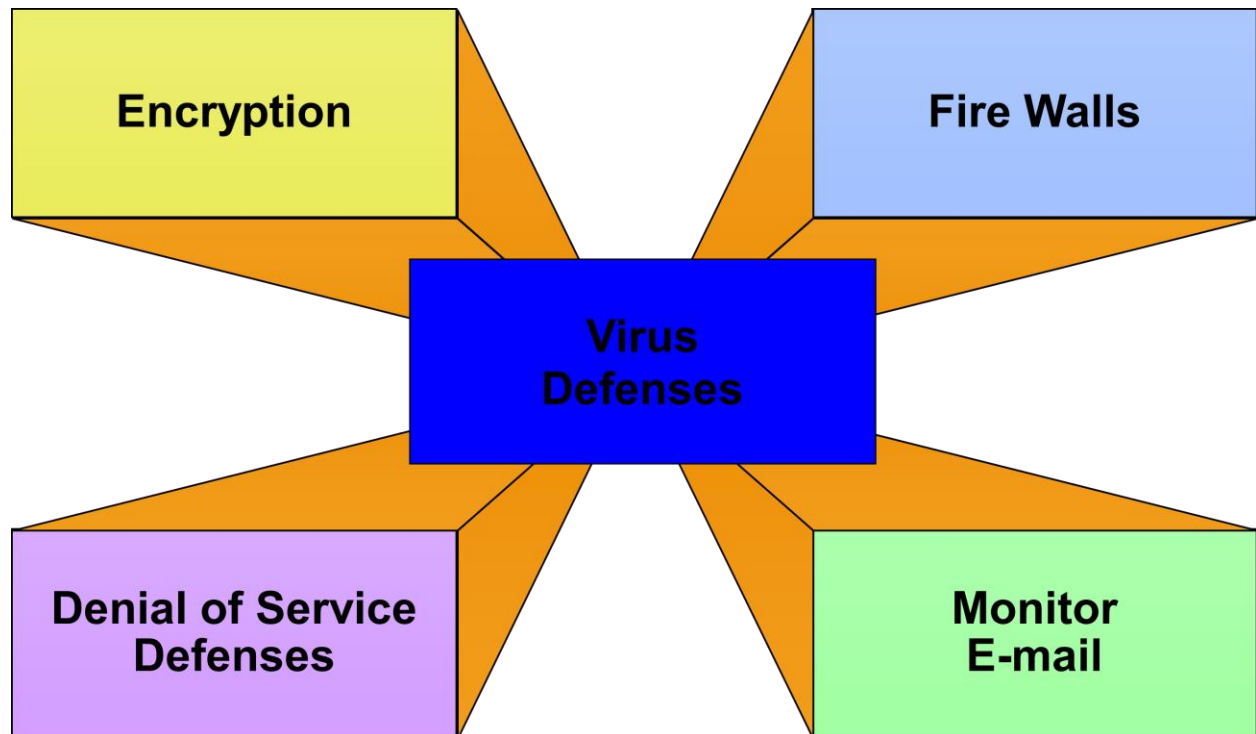 Encryption
Fire Walls
Virus
Defenses
Denial of Service
Defenses
Monitor
E-mail